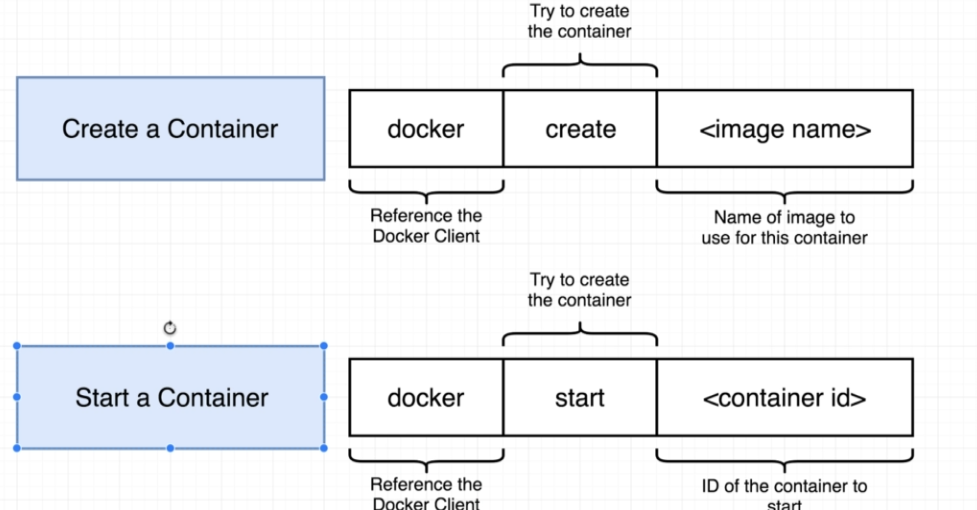 Try to create
the container
Create a Container
docker
create
<image name>
Reference the
Docker Client
Name of image to
use for this container
Try to create
the container
Start a Container
docker
start
<container id>
Reference the
Docker Client
ID of the container to
start